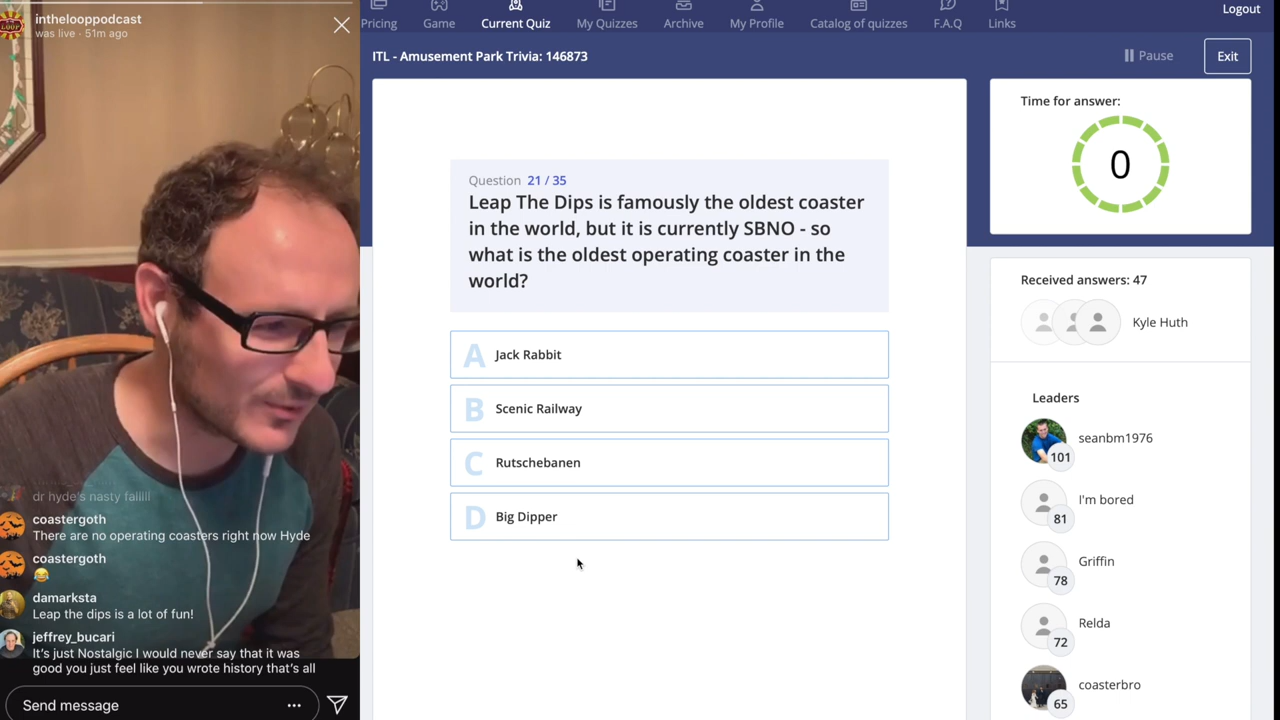 inthelooppodcast
was live · 51m ago
Pricing
Game
Current Quiz
My Quizzes
Archive
My Profile
Catalog of quizzes
F.A.Q
Links
Logout
ITL - Amusement Park Trivia: 146873
Pause
Exit
Question 21 / 35
Leap The Dips is famously the oldest coaster
in the world, but it is currently SBNO - so
what is the oldest operating coaster in the
world?
A Jack Rabbit
B Scenic Railway
C Rutschebanen
D Big Dipper
Time for answer:
0
Received answers: 47
Kyle Huth
Leaders
seanbm1976
101
I'm bored
81
Griffin
78
Relda
72
coasterbro
65
dr hyde's nasty falllll
coastergoth
There are no operating coasters right now Hyde
coastergoth
😂
damarksta
Leap the dips is a lot of fun!
jeffrey_bucari
It's just Nostalgic I would never say that it was
good you just feel like you wrote history that's all
Send message